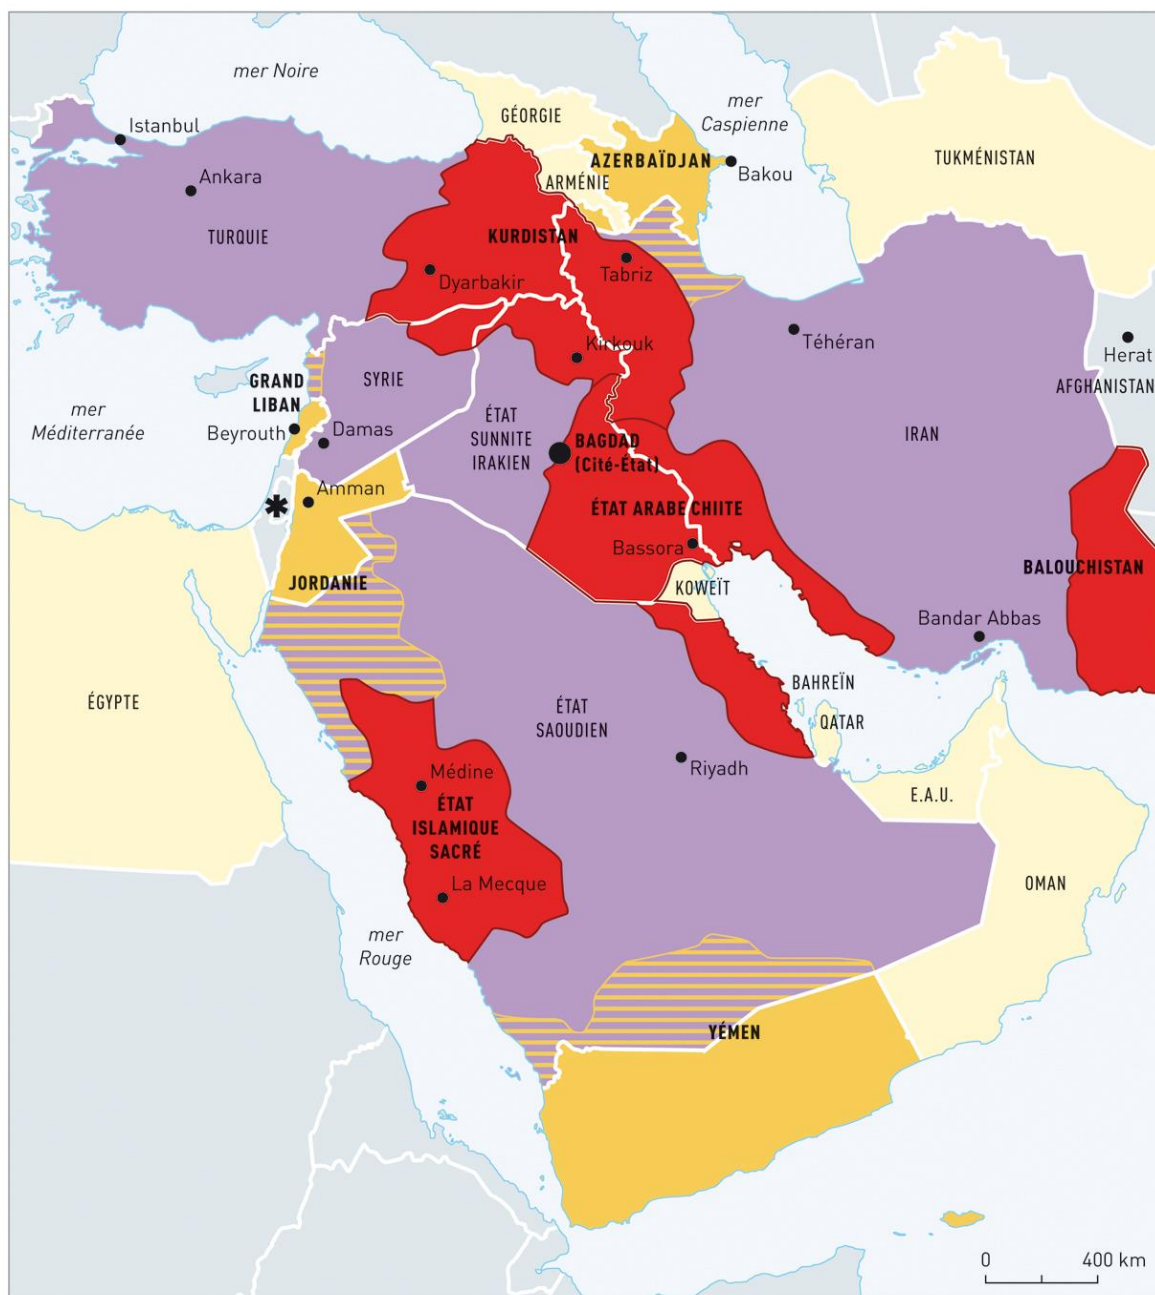 mer Noire
mer
Caspienne
GÉORGIE
Istanbul
AZERBAÏDJAN
Bakou
TUKMÉNISTAN
ARMÉNIE
Ankara
TURQUIE
KURDISTAN
Tabriz
Dyarbakir
Téhéran
Kirkouk
Herat
AFGHANISTAN
GRAND
LIBAN
SYRIE
mer
Méditerranée
Beyrouth
Damas
ÉTAT
SUNNITE
IRAKIEN
BAGDAD
(Cité-État)
IRAN
*
Amman
ÉTAT ARABE CHIITE
Bassora
JORDANIE
KOWEÏT
BALOUCHISTAN
Bandar Abbas
ÉGYPTE
BAHREÏN
ÉTAT
SAOUDIEN
QATAR
Médine
Riyadh
E.A.U.
ÉTAT
ISLAMIQUE
SACRÉ
La Mecque
OMAN
mer
Rouge
YÉMEN
0 400 km